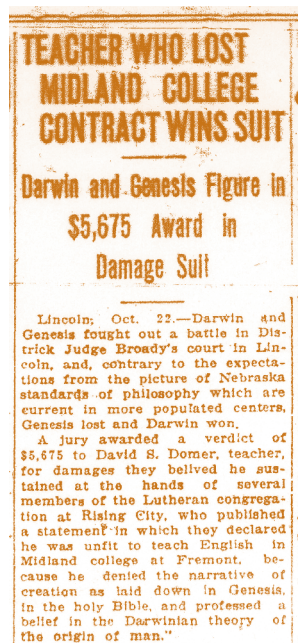 TEACHER WHO LOST
MIDLAND COLLEGE
CONTRACT WINS SUIT
Darwin and Genesis Figure in
$5,675 Award in
Damage Suit
Lincoln, Oct. 22.—Darwin and
Genesis fought out a battle in Dis-
trick Judge Broady's court in Lin-
coln, and, contrary to the expecta-
tions from the picture of Nebraska
standards of philosophy which are
current in more populated centers,
Genesis lost and Darwin won.
A jury awarded a verdict of
$5,675 to David S. Domer, teacher,
for damages they belived he sus-
tained at the hands of several
members of the Lutheran congrega-
tion at Rising City, who published
a statement in which they declared
he was unfit to teach English in
Midland college at Fremont, be-
cause he denied the narrative of
creation as laid down in Genesis,
in the holy Bible, and professed a
belief in the Darwinian theory of
the origin of man."